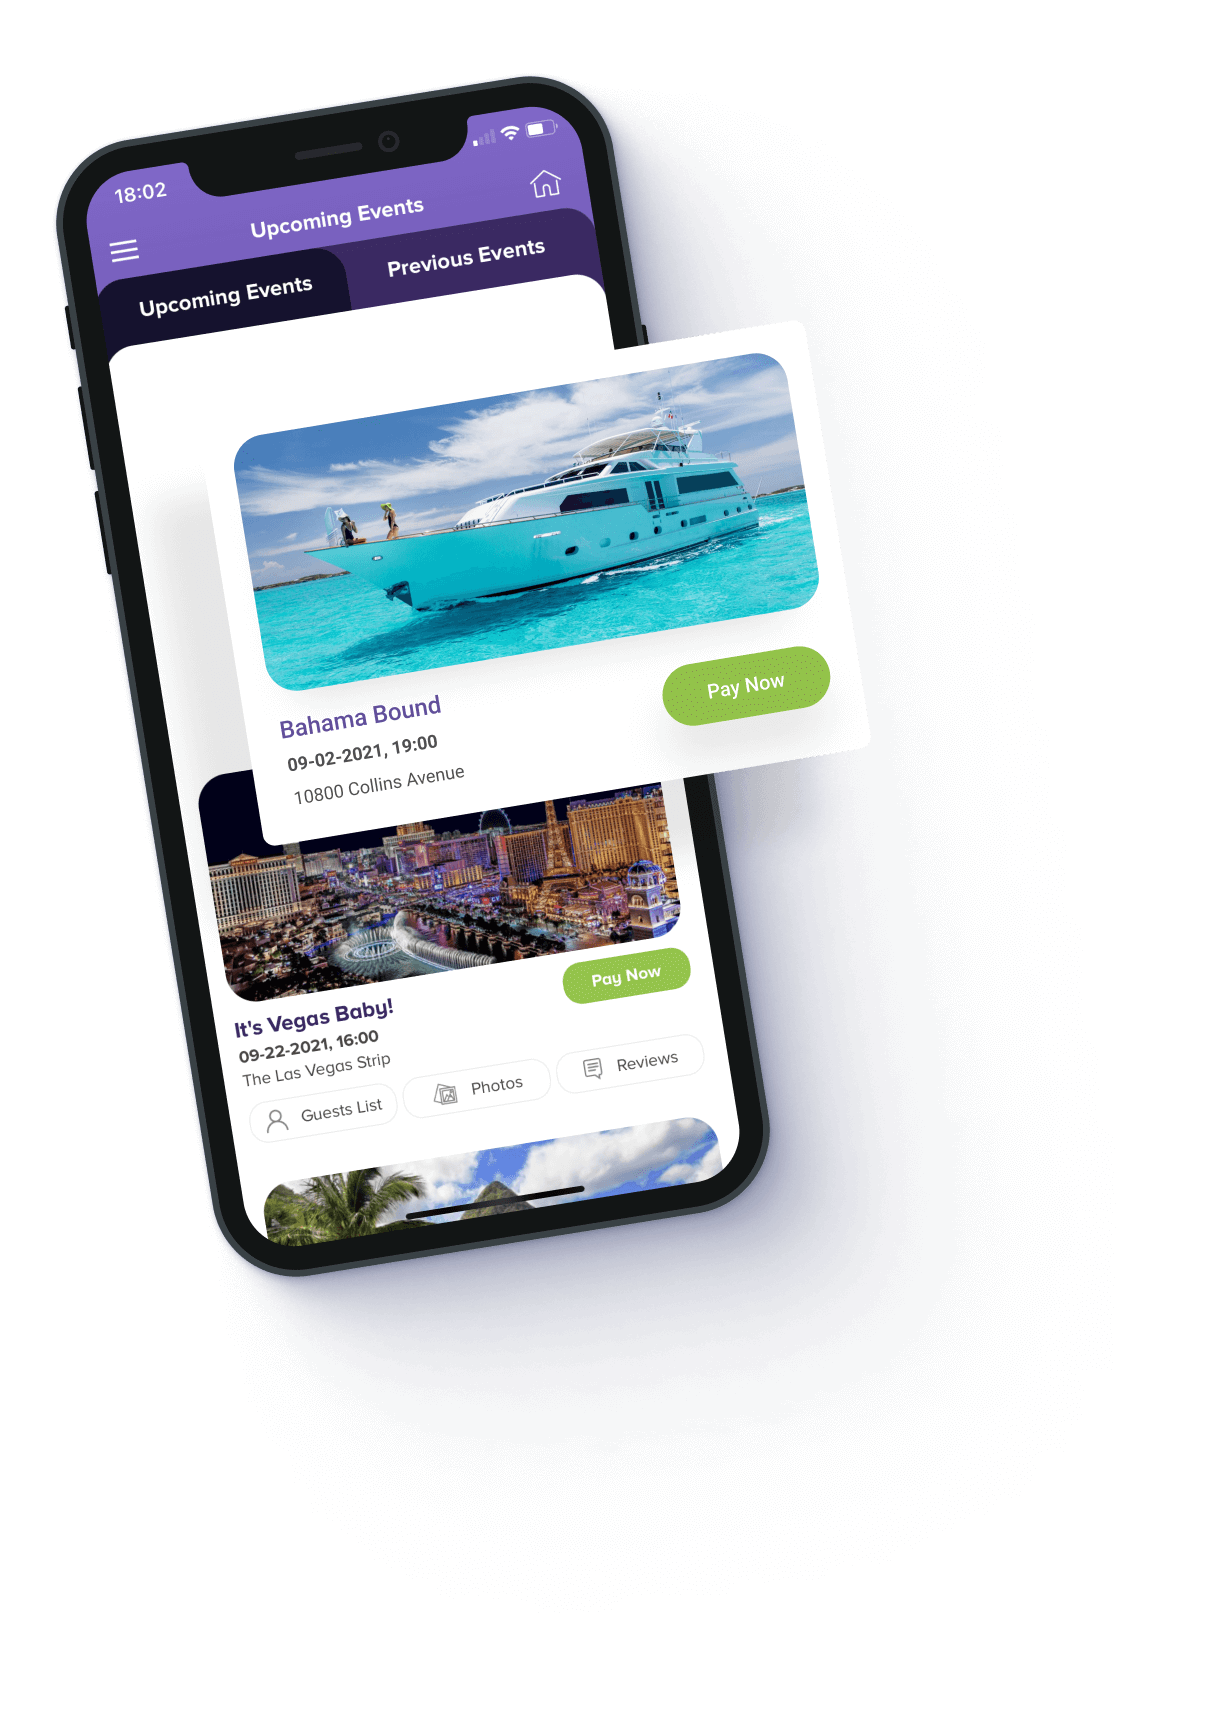 18:02
Upcoming Events
Upcoming Events
Previous Events
Bahama Bound
09-02-2021, 19:00
10800 Collins Avenue
Pay Now
It's Vegas Baby!
09-22-2021, 16:00
The Las Vegas Strip
Pay Now
Guests List
Photos
Reviews